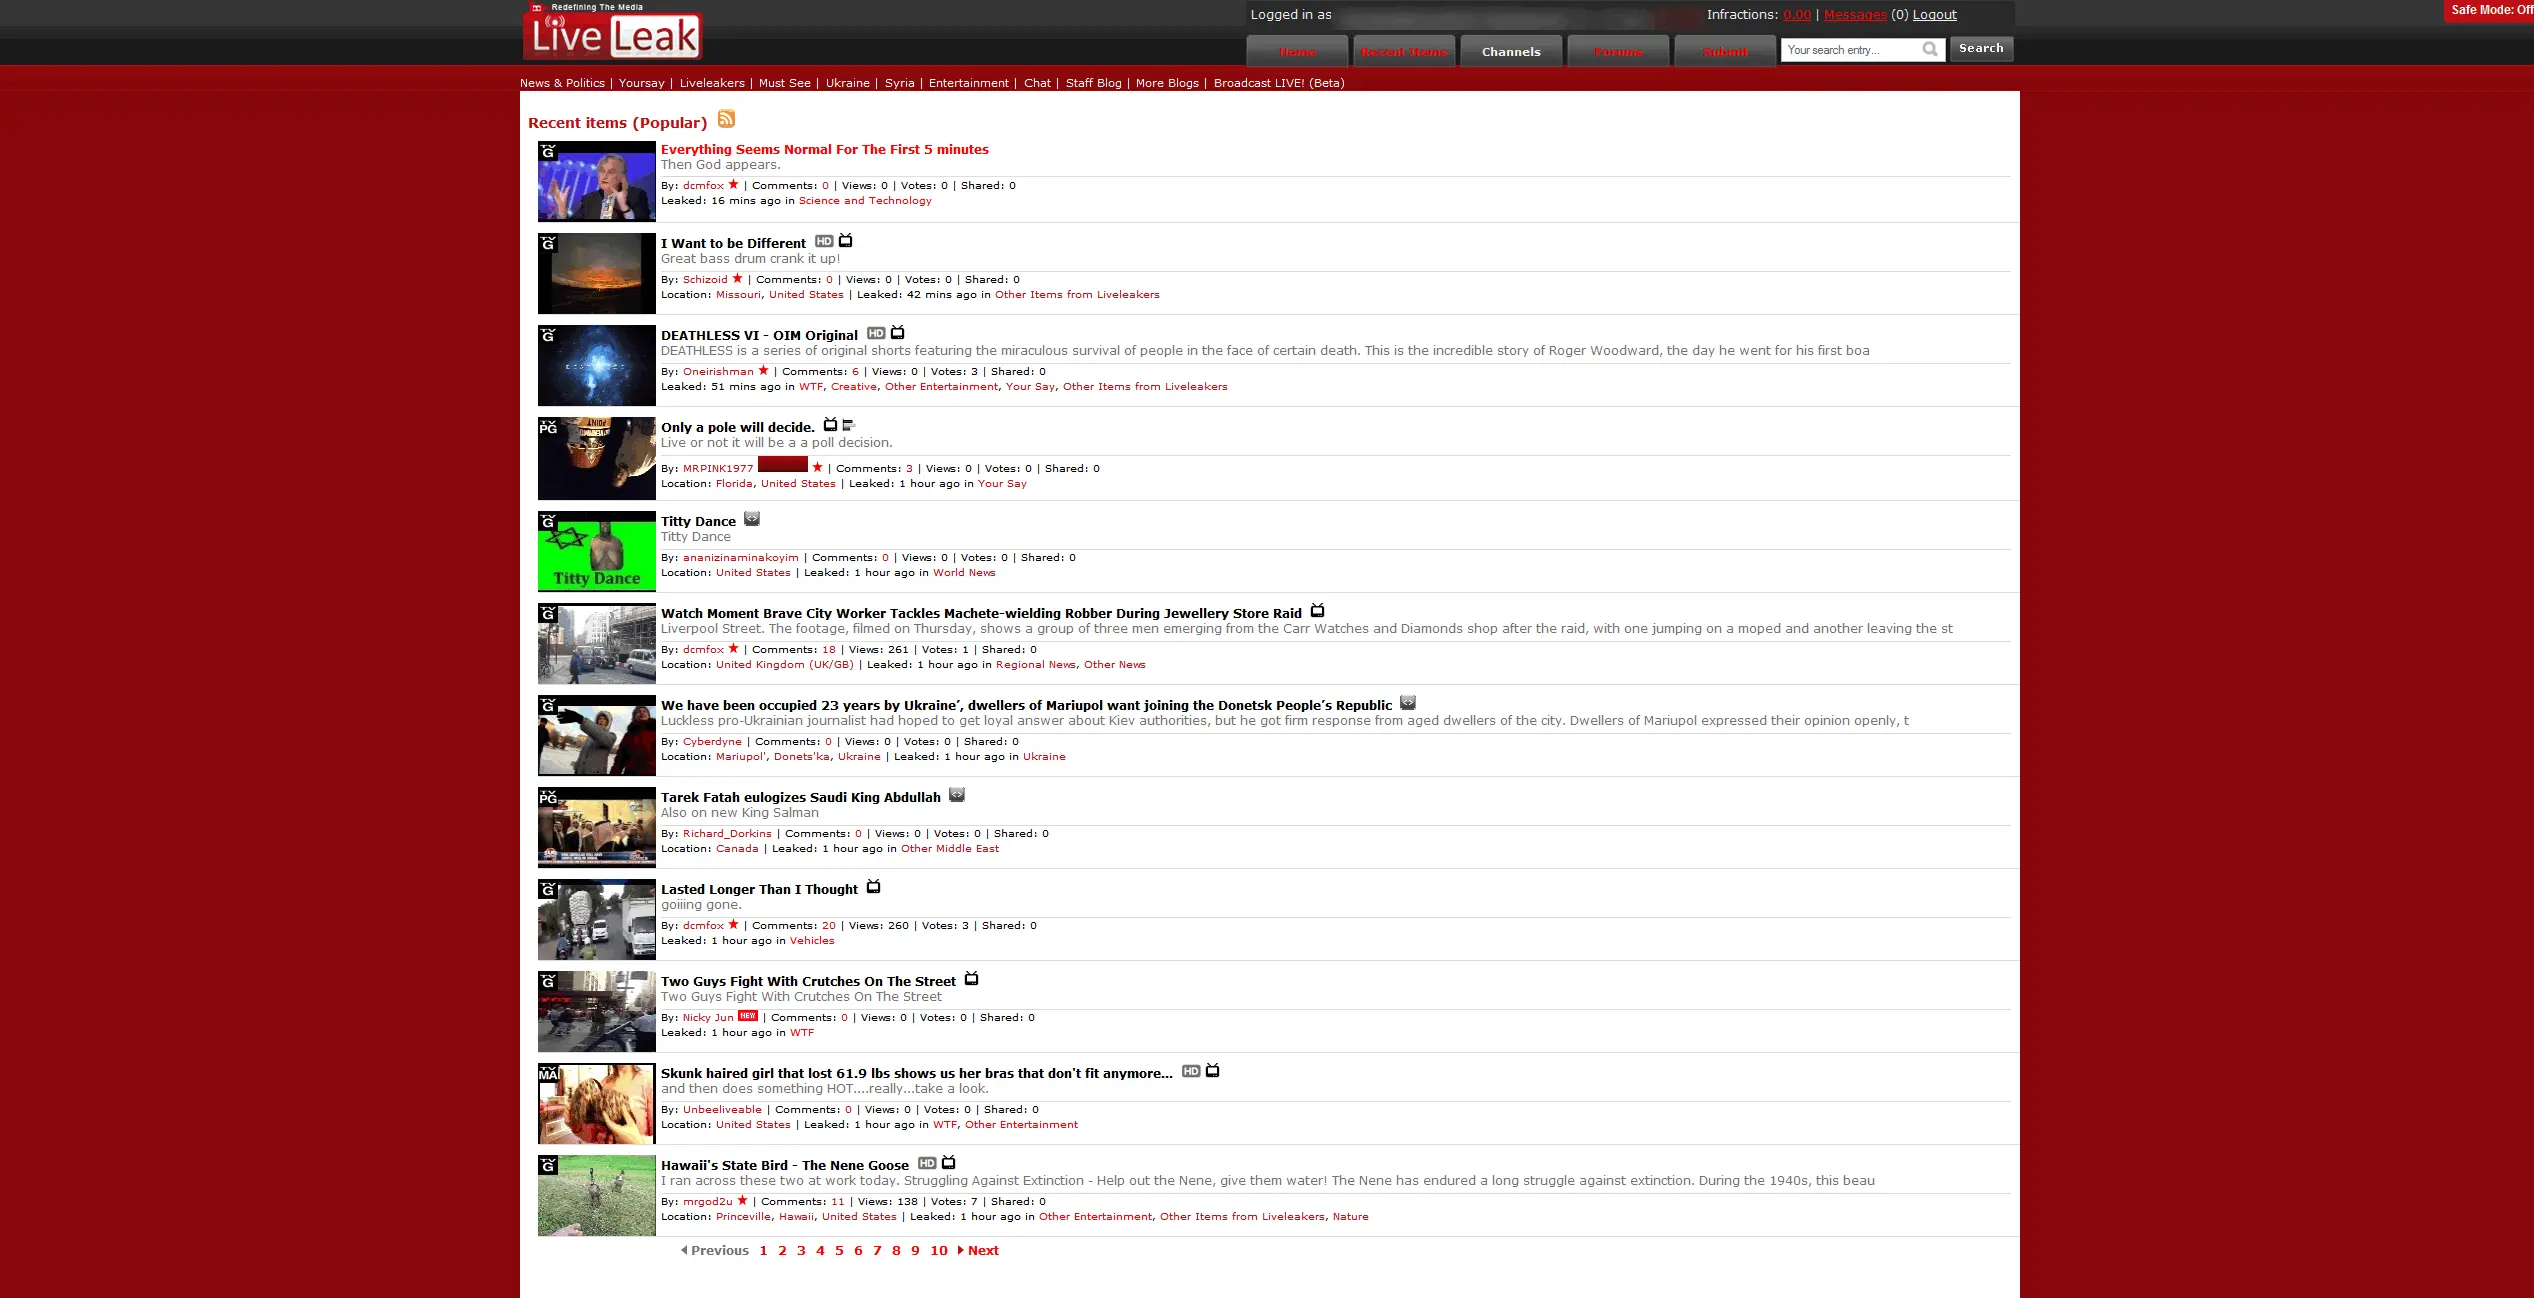 Redefining The Media
Live Leak
Logged in as
Infractions: 0.00 | Messages (0) Logout
Safe Mode: Off
Home
Recent Items
Channels
Forums
Submit
Your search entry...
Search
News & Politics | Yoursay | Liveleakers | Must See | Ukraine | Syria | Entertainment | Chat | Staff Blog | More Blogs | Broadcast LIVE! (Beta)
Recent items (Popular)
TV G
Everything Seems Normal For The First 5 minutes
Then God appears.
By: dcmfox | Comments: 0 | Views: 0 | Votes: 0 | Shared: 0
Leaked: 16 mins ago in Science and Technology
TV G
I Want to be Different HD
Great bass drum crank it up!
By: Schizoid | Comments: 0 | Views: 0 | Votes: 0 | Shared: 0
Location: Missouri, United States | Leaked: 42 mins ago in Other Items from Liveleakers
TV G
DEATHLESS VI - OIM Original HD
DEATHLESS is a series of original shorts featuring the miraculous survival of people in the face of certain death. This is the incredible story of Roger Woodward, the day he went for his first boa
By: Oneirishman | Comments: 6 | Views: 0 | Votes: 3 | Shared: 0
Leaked: 51 mins ago in WTF, Creative, Other Entertainment, Your Say, Other Items from Liveleakers
TV PG
Only a pole will decide.
Live or not it will be a a poll decision.
By: MRPINK1977 | Comments: 3 | Views: 0 | Votes: 0 | Shared: 0
Location: Florida, United States | Leaked: 1 hour ago in Your Say
TV G
Titty Dance
Titty Dance
Titty Dance
By: ananizinaminakoyim | Comments: 0 | Views: 0 | Votes: 0 | Shared: 0
Location: United States | Leaked: 1 hour ago in World News
TV G
Watch Moment Brave City Worker Tackles Machete-wielding Robber During Jewellery Store Raid
Liverpool Street. The footage, filmed on Thursday, shows a group of three men emerging from the Carr Watches and Diamonds shop after the raid, with one jumping on a moped and another leaving the st
By: dcmfox | Comments: 18 | Views: 261 | Votes: 1 | Shared: 0
Location: United Kingdom (UK/GB) | Leaked: 1 hour ago in Regional News, Other News
TV G
We have been occupied 23 years by Ukraine’, dwellers of Mariupol want joining the Donetsk People’s Republic
Luckless pro-Ukrainian journalist had hoped to get loyal answer about Kiev authorities, but he got firm response from aged dwellers of the city. Dwellers of Mariupol expressed their opinion openly, t
By: Cyberdyne | Comments: 0 | Views: 0 | Votes: 0 | Shared: 0
Location: Mariupol', Donets'ka, Ukraine | Leaked: 1 hour ago in Ukraine
TV PG
Tarek Fatah eulogizes Saudi King Abdullah
Also on new King Salman
By: Richard_Dorkins | Comments: 0 | Views: 0 | Votes: 0 | Shared: 0
Location: Canada | Leaked: 1 hour ago in Other Middle East
TV G
Lasted Longer Than I Thought
goiiing gone.
By: dcmfox | Comments: 20 | Views: 260 | Votes: 3 | Shared: 0
Leaked: 1 hour ago in Vehicles
TV G
Two Guys Fight With Crutches On The Street
Two Guys Fight With Crutches On The Street
By: Nicky Jun NEW | Comments: 0 | Views: 0 | Votes: 0 | Shared: 0
Leaked: 1 hour ago in WTF
TV MA
Skunk haired girl that lost 61.9 lbs shows us her bras that don't fit anymore... HD
and then does something HOT....really...take a look.
By: Unbeeliveable | Comments: 0 | Views: 0 | Votes: 0 | Shared: 0
Location: United States | Leaked: 1 hour ago in WTF, Other Entertainment
TV G
Hawaii's State Bird - The Nene Goose HD
I ran across these two at work today. Struggling Against Extinction - Help out the Nene, give them water! The Nene has endured a long struggle against extinction. During the 1940s, this beau
By: mrgod2u | Comments: 11 | Views: 138 | Votes: 7 | Shared: 0
Location: Princeville, Hawaii, United States | Leaked: 1 hour ago in Other Entertainment, Other Items from Liveleakers, Nature
Previous 1 2 3 4 5 6 7 8 9 10 Next